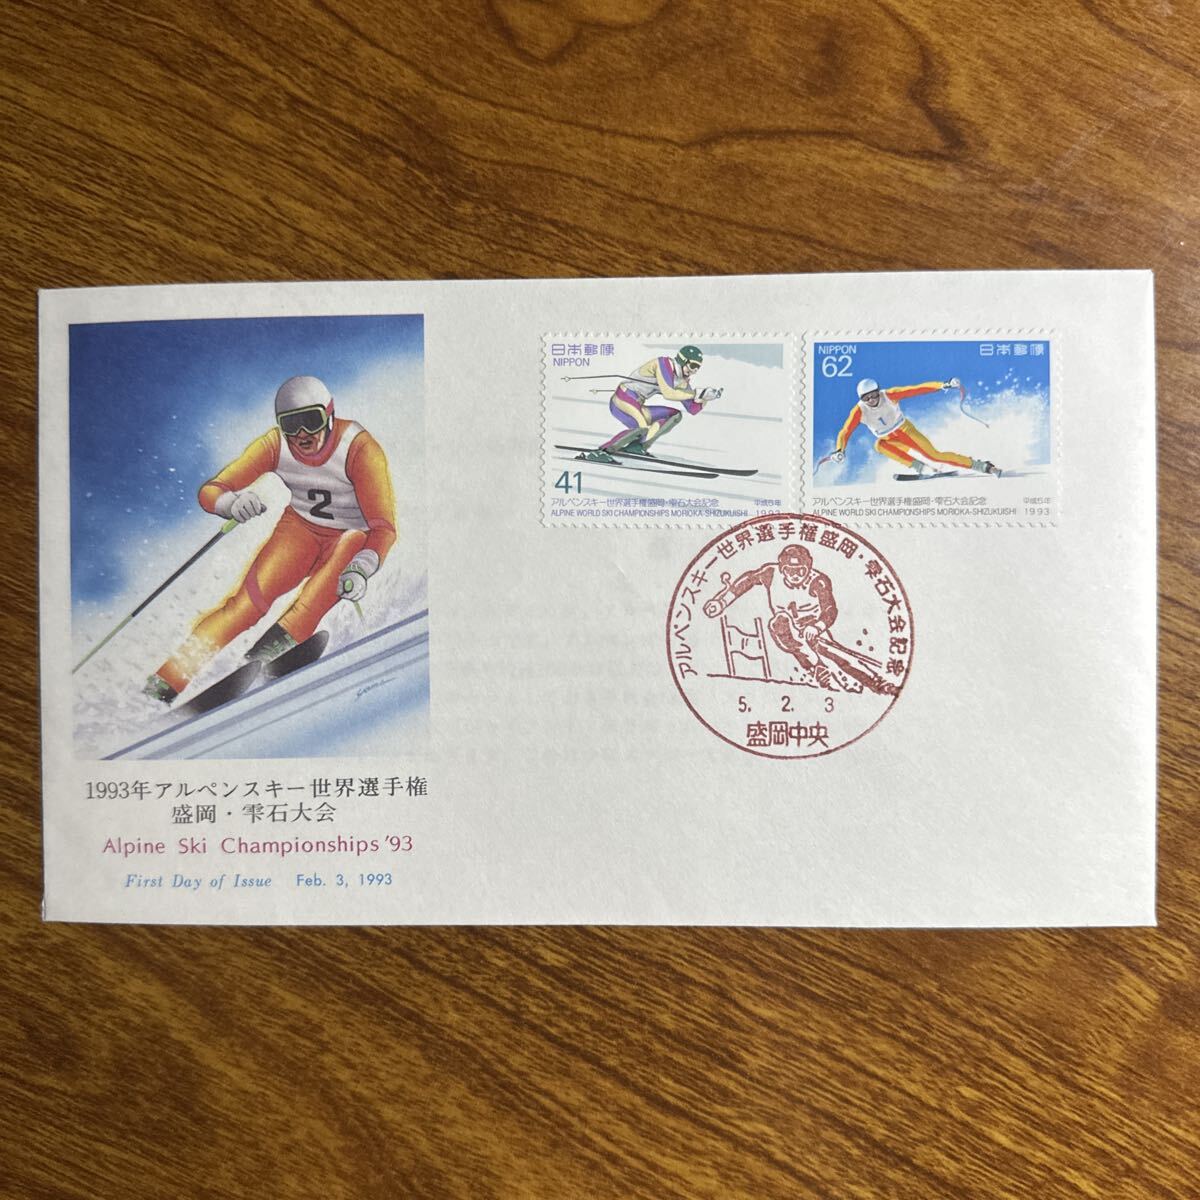 2
1993年アルペンスキー世界選手権
盛岡・雫石大会
Alpine Ski Championships '93
First Day of Issue Feb. 3, 1993
日本郵便
NIPPON
41
アルペンスキー世界選手権盛岡・雫石大会記念 平成5年
ALPINE WORLD SKI CHAMPIONSHIPS MORIOKA-SHIZUKUISHI 1993
NIPPON 日本郵便
62
1
アルペンスキー世界選手権盛岡・雫石大会記念 平成5年
ALPINE WORLD SKI CHAMPIONSHIPS MORIOKA-SHIZUKUISHI 1993
アルペンスキー世界選手権盛岡・雫石大会記念
5. 2. 3
盛岡中央